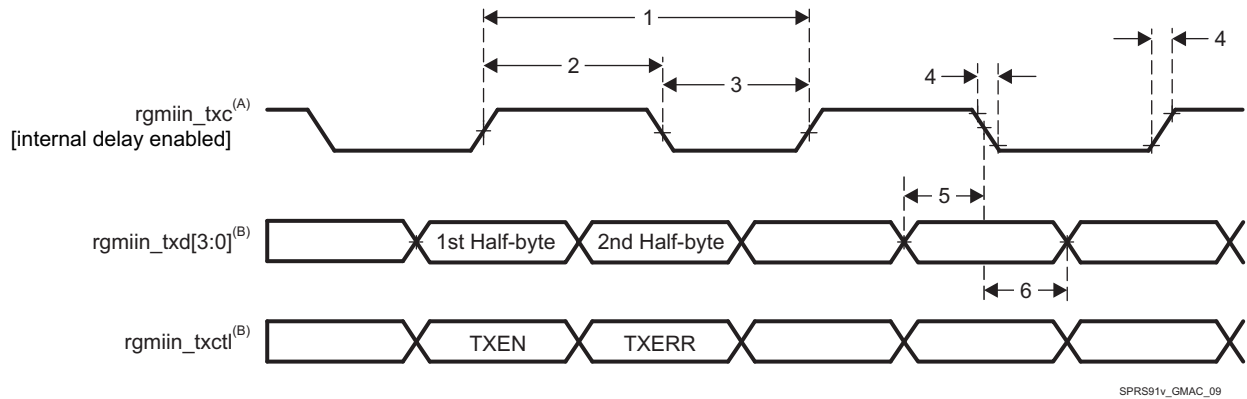 1
2
3
4
4
rgmiin_txc(A)
[internal delay enabled]
5
rgmiin_txd[3:0](B)
1st Half-byte
2nd Half-byte
6
rgmiin_txctl(B)
TXEN
TXERR
SPRS91v_GMAC_09